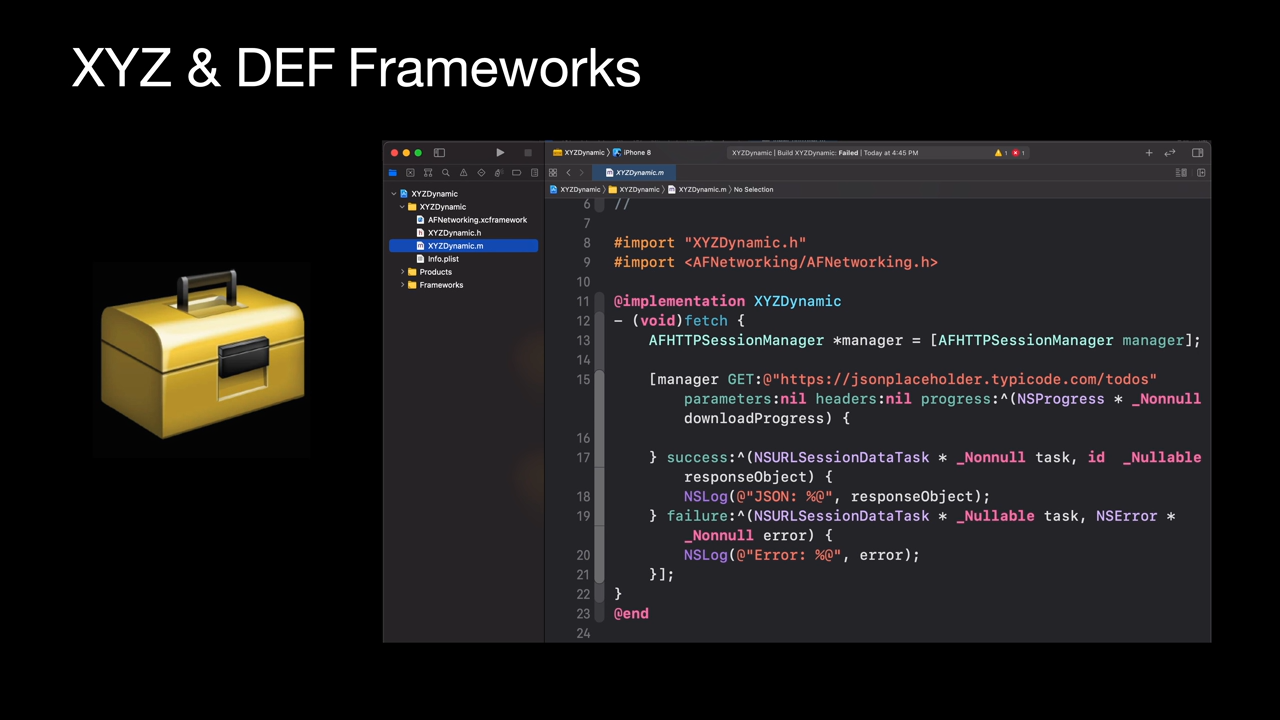 XYZ & DEF Frameworks
XYZDynamic
iPhone 8
XYZDynamic | Build XYZDynamic: Failed | Today at 4:45 PM
1
1
XYZDynamic.m
XYZDynamic
XYZDynamic
XYZDynamic.m
No Selection
XYZDynamic
XYZDynamic
AFNetworking.xcframework
XYZDynamic.h
XYZDynamic.m
Info.plist
Products
Frameworks
6 //
7
8 #import "XYZDynamic.h"
9 #import <AFNetworking/AFNetworking.h>
10
11 @implementation XYZDynamic
12 - (void)fetch {
13 AFHTTPSessionManager *manager = [AFHTTPSessionManager manager];
14
15 [manager GET:@"https://jsonplaceholder.typicode.com/todos"
parameters:nil headers:nil progress:^(NSProgress * _Nonnull
downloadProgress) {
16
17 } success:^(NSURLSessionDataTask * _Nonnull task, id _Nullable
responseObject) {
18 NSLog(@"JSON: %@", responseObject);
19 } failure:^(NSURLSessionDataTask * _Nullable task, NSError *
_Nonnull error) {
20 NSLog(@"Error: %@", error);
21 }];
22 }
23 @end
24